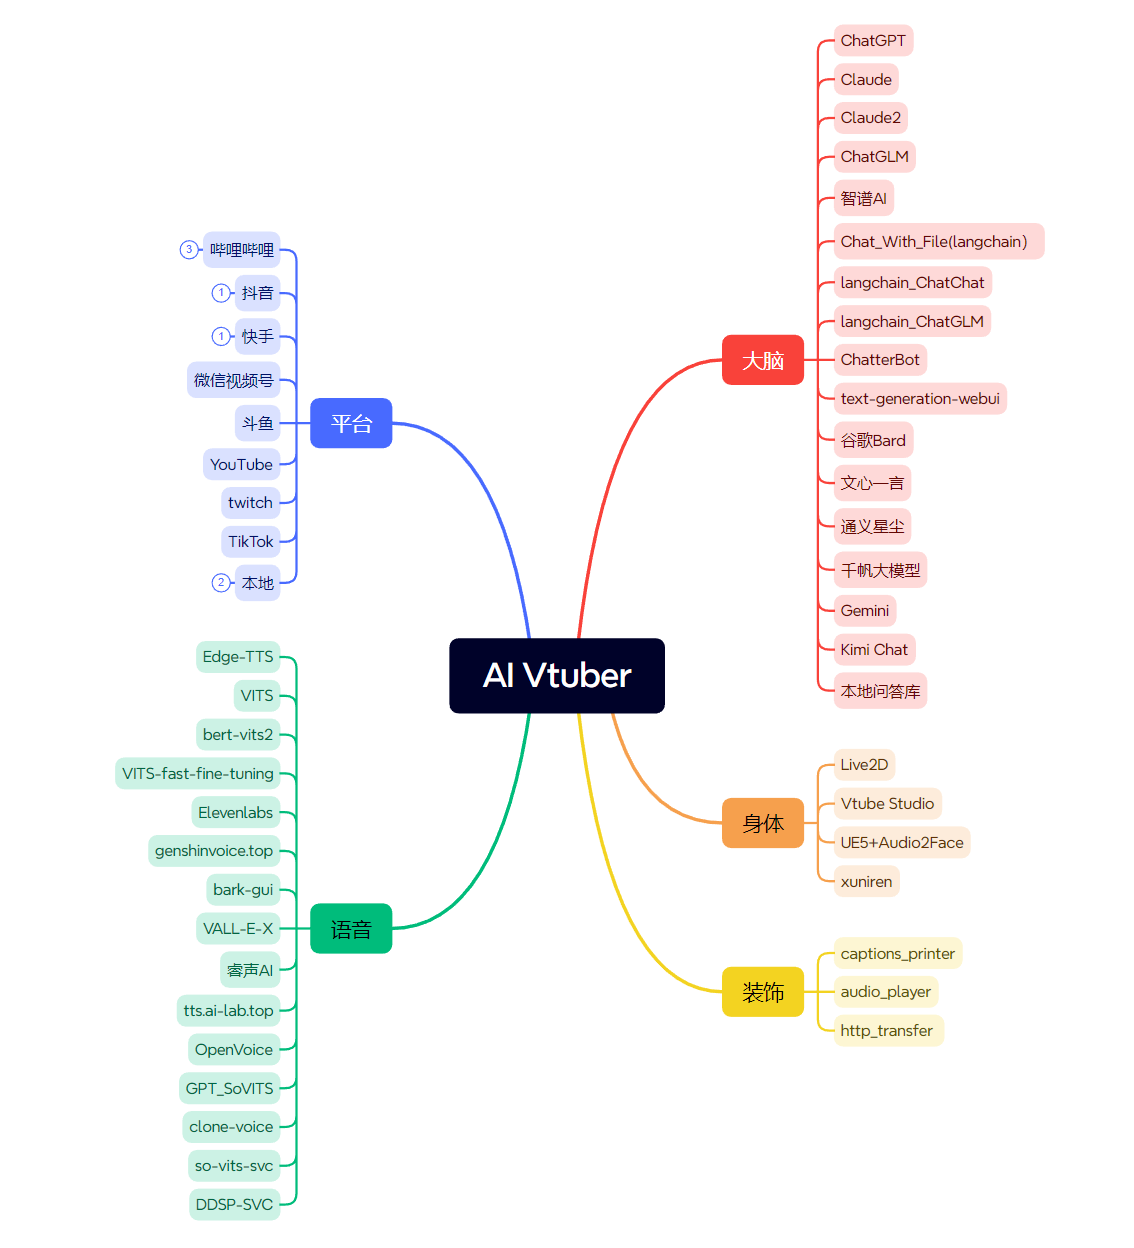 AI Vtuber
大脑
ChatGPT
Claude
Claude2
ChatGLM
智谱AI
Chat_With_File(langchain)
langchain_ChatChat
langchain_ChatGLM
ChatterBot
text-generation-webui
谷歌Bard
文心一言
通义星尘
千帆大模型
Gemini
Kimi Chat
本地问答库
身体
Live2D
Vtube Studio
UE5+Audio2Face
xuniren
装饰
captions_printer
audio_player
http_transfer
平台
3 哔哩哔哩
1 抖音
1 快手
微信视频号
斗鱼
YouTube
twitch
TikTok
2 本地
语音
Edge-TTS
VITS
bert-vits2
VITS-fast-fine-tuning
Elevenlabs
genshinvoice.top
bark-gui
VALL-E-X
睿声AI
tts.ai-lab.top
OpenVoice
GPT_SoVITS
clone-voice
so-vits-svc
DDSP-SVC